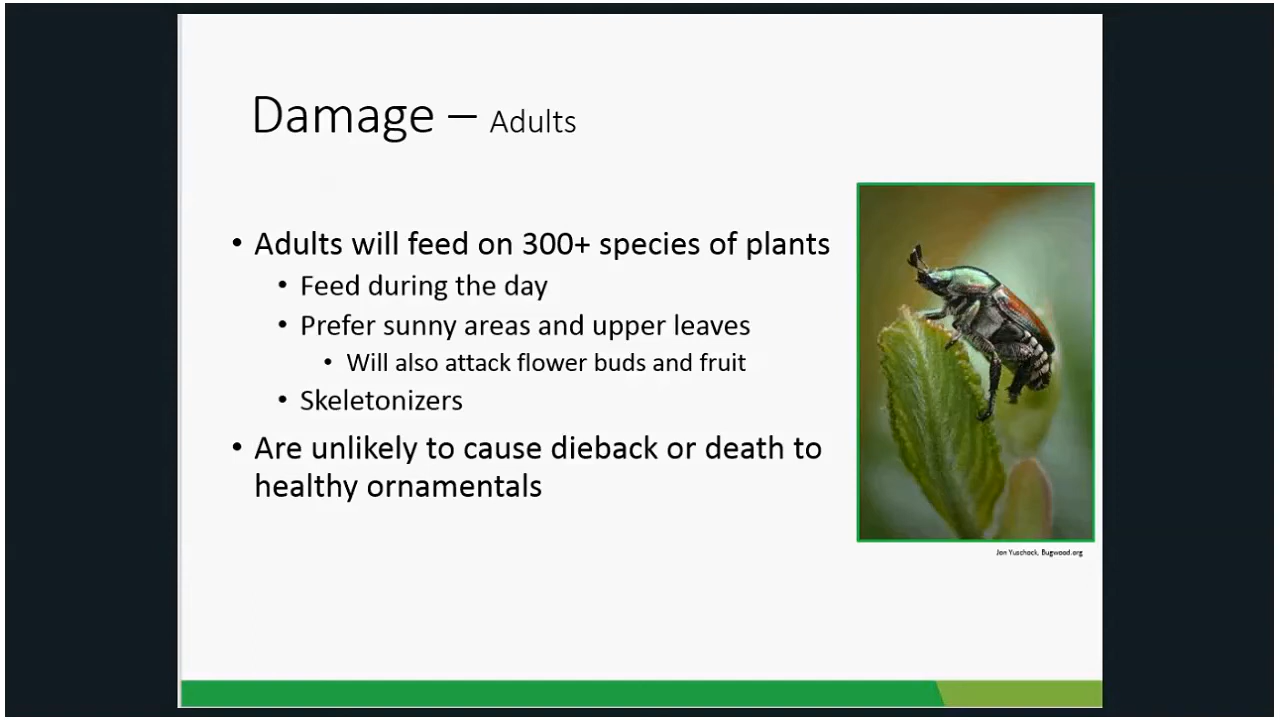 Damage – Adults
• Adults will feed on 300+ species of plants
• Feed during the day
• Prefer sunny areas and upper leaves
• Will also attack flower buds and fruit
• Skeletonizers
• Are unlikely to cause dieback or death to
healthy ornamentals
Jon Yuschock, Bugwood.org